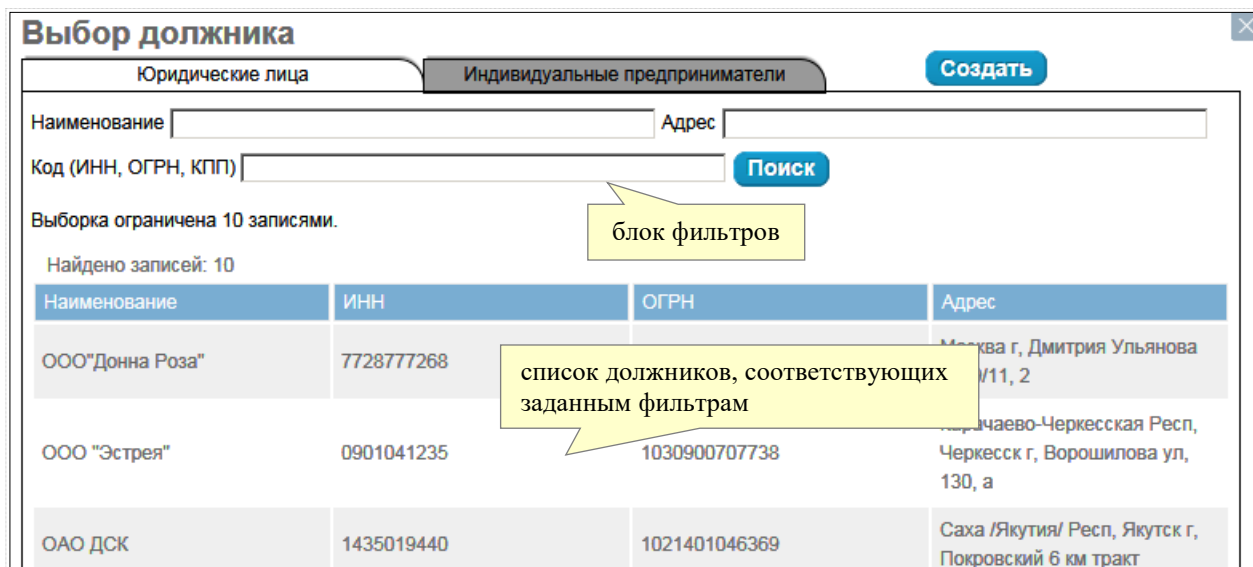 Выбор должника
Юридические лица
Индивидуальные предприниматели
Создать
Наименование
Адрес
Код (ИНН, ОГРН, КПП)
Поиск
блок фильтров
Выборка ограничена 10 записями.
Найдено записей: 10
Наименование ИНН ОГРН Адрес
ООО"Донна Роза" 7728777268 г, Дмитрия Ульянова
/11, 2
список должников, соответствующих
заданным фильтрам
Респ,
ООО "Эстрея" 0901041235 1030900707738 Черкесск г, Ворошилова ул,
130, а
Саха /Якутия/ Респ, Якутск г,
ОАО ДСК 1435019440 1021401046369
Покровский 6 км тракт